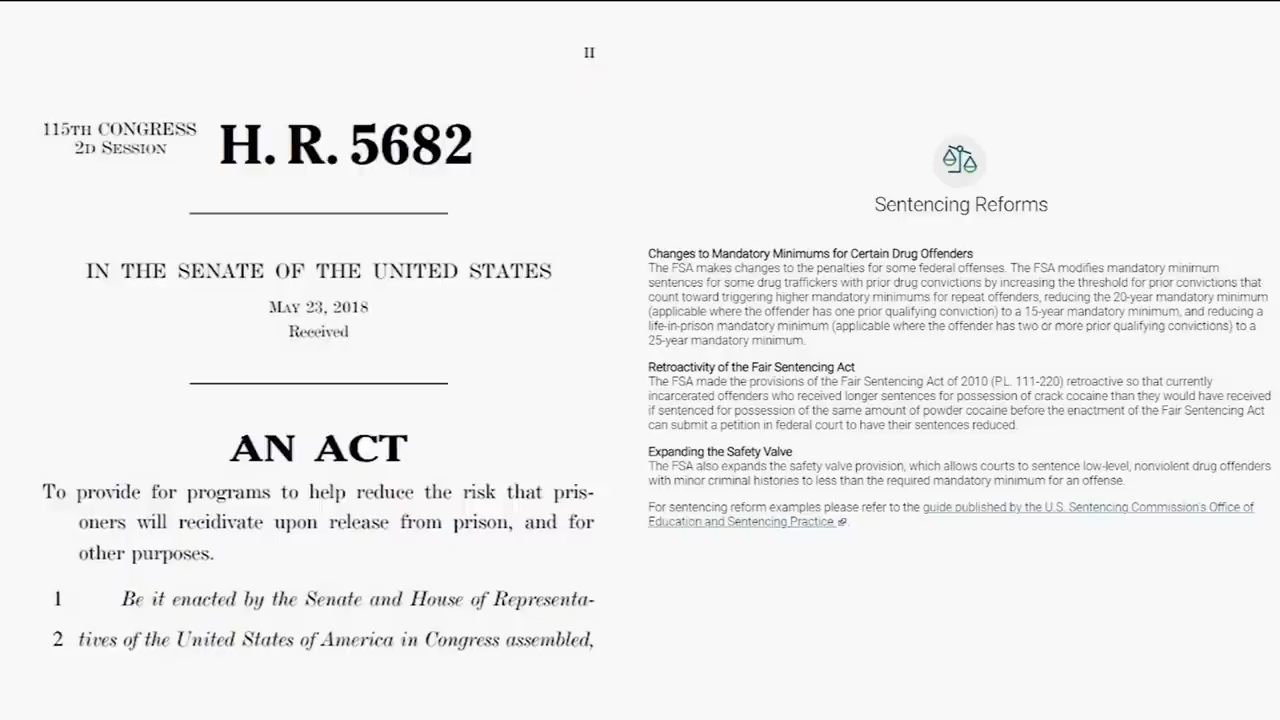 II
115TH CONGRESS
2D SESSION
H. R. 5682
IN THE SENATE OF THE UNITED STATES
MAY 23, 2018
Received
AN ACT
To provide for programs to help reduce the risk that pris-
oners will recidivate upon release from prison, and for
other purposes.
1 Be it enacted by the Senate and House of Representa-
2 tives of the United States of America in Congress assembled,
Sentencing Reforms
Changes to Mandatory Minimums for Certain Drug Offenders
The FSA makes changes to the penalties for some federal offenses. The FSA modifies mandatory minimum
sentences for some drug traffickers with prior drug convictions by increasing the threshold for prior convictions that
count toward triggering higher mandatory minimums for repeat offenders, reducing the 20-year mandatory minimum
(applicable where the offender has one prior qualifying conviction) to a 15-year mandatory minimum, and reducing a
life-in-prison mandatory minimum (applicable where the offender has two or more prior qualifying convictions) to a
25-year mandatory minimum.
Retroactivity of the Fair Sentencing Act
The FSA made the provisions of the Fair Sentencing Act of 2010 (P.L. 111-220) retroactive so that currently
incarcerated offenders who received longer sentences for possession of crack cocaine than they would have received
if sentenced for possession of the same amount of powder cocaine before the enactment of the Fair Sentencing Act
can submit a petition in federal court to have their sentences reduced.
Expanding the Safety Valve
The FSA also expands the safety valve provision, which allows courts to sentence low-level, nonviolent drug offenders
with minor criminal histories to less than the required mandatory minimum for an offense.
For sentencing reform examples please refer to the guide published by the U.S. Sentencing Commission's Office of
Education and Sentencing Practice.